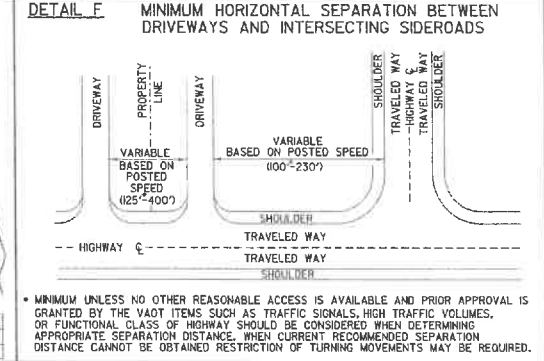 DETAIL F
MINIMUM HORIZONTAL SEPARATION BETWEEN
DRIVEWAYS AND INTERSECTING SIDEROADS
DRIVEWAY
PROPERTY
LINE
DRIVEWAY
SHOULDER
TRAVELED WAY
HIGHWAY ℄
TRAVELED WAY
SHOULDER
VARIABLE
BASED ON
POSTED
SPEED
(125'-400')
VARIABLE
BASED ON POSTED SPEED
(100'-230')
SHOULDER
TRAVELED WAY
HIGHWAY ℄
TRAVELED WAY
SHOULDER
• MINIMUM UNLESS NO OTHER REASONABLE ACCESS IS AVAILABLE AND PRIOR APPROVAL IS
GRANTED BY THE VAOT ITEMS SUCH AS TRAFFIC SIGNALS, HIGH TRAFFIC VOLUMES,
OR FUNCTIONAL CLASS OF HIGHWAY SHOULD BE CONSIDERED WHEN DETERMINING
APPROPRIATE SEPARATION DISTANCE. WHEN CURRENT RECOMMENDED SEPARATION
DISTANCE CANNOT BE OBTAINED RESTRICTION OF TURNING MOVEMENTS MAY BE REQUIRED.